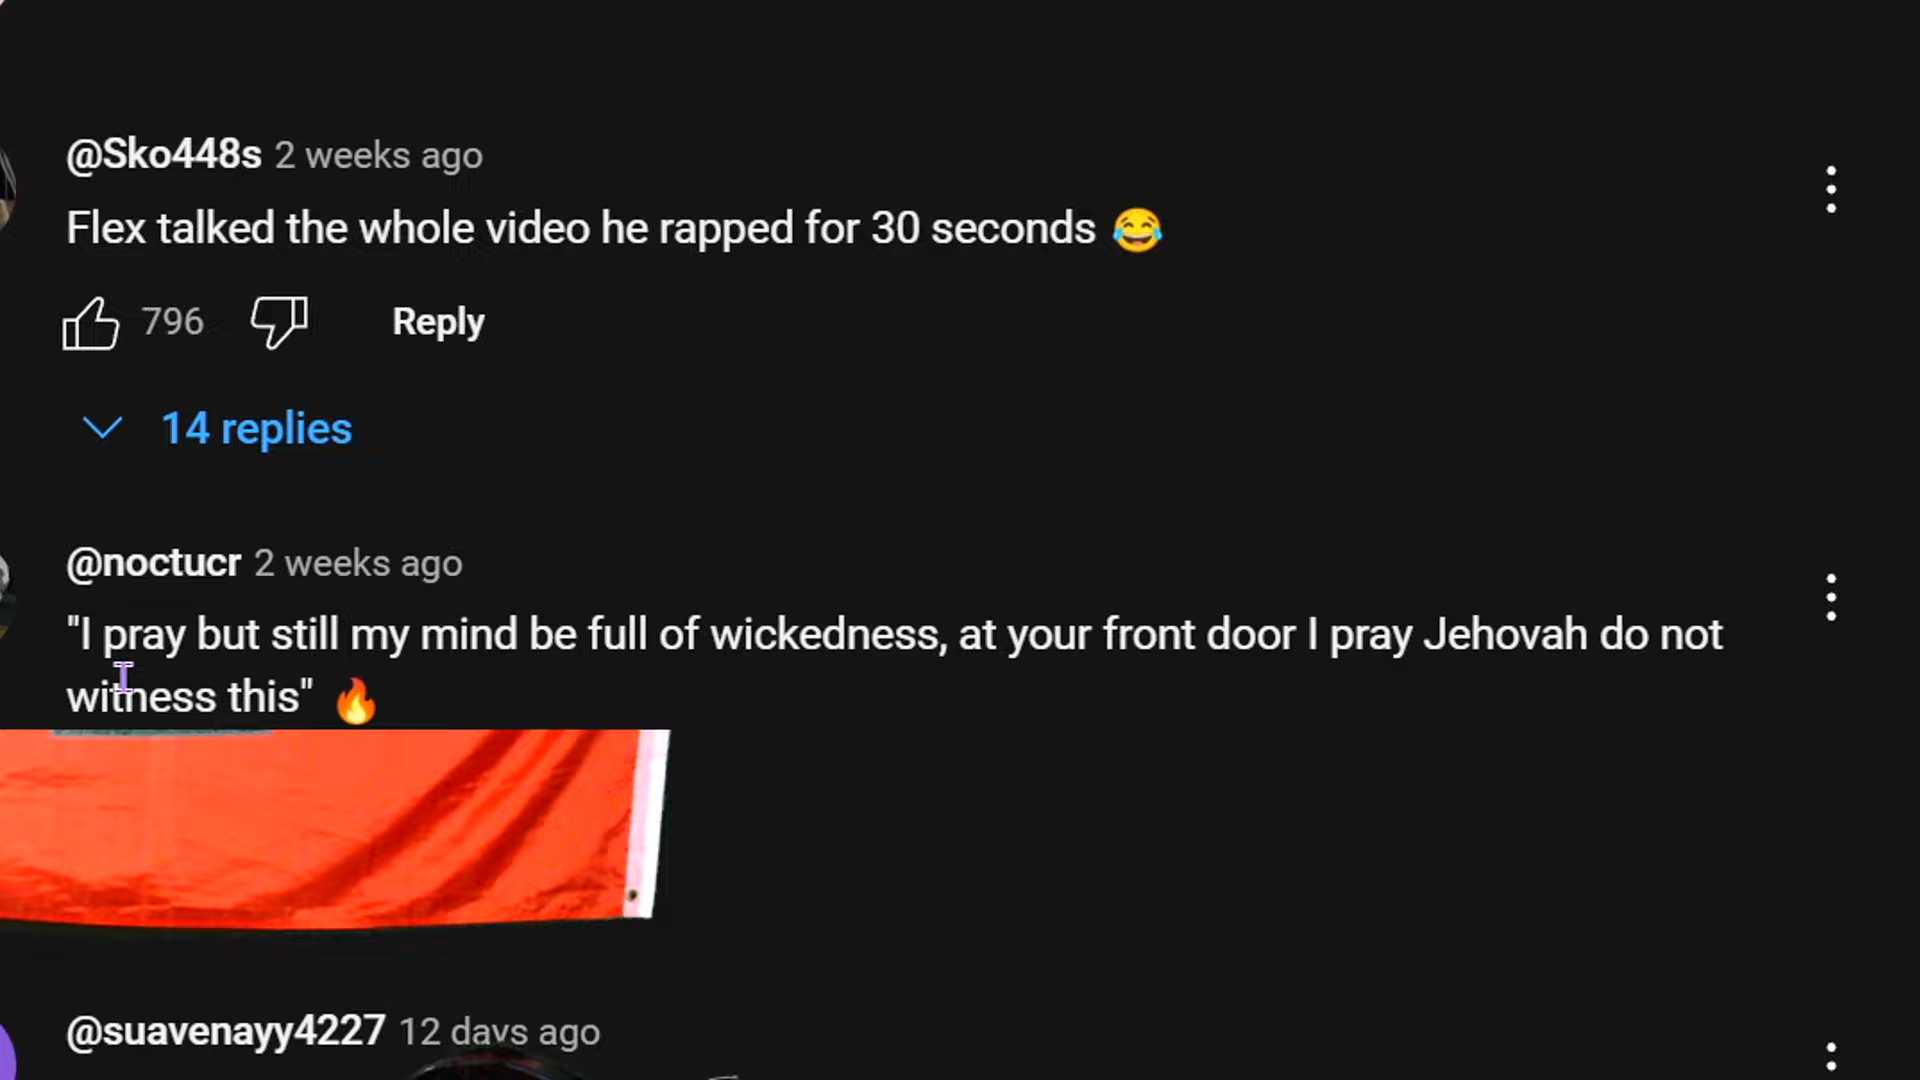 @Sko448s 2 weeks ago
Flex talked the whole video he rapped for 30 seconds 😂
796 Reply
14 replies
@noctucr 2 weeks ago
"I pray but still my mind be full of wickedness, at your front door I pray Jehovah do not
witness this" 🔥
@suavenayy4227 12 days ago